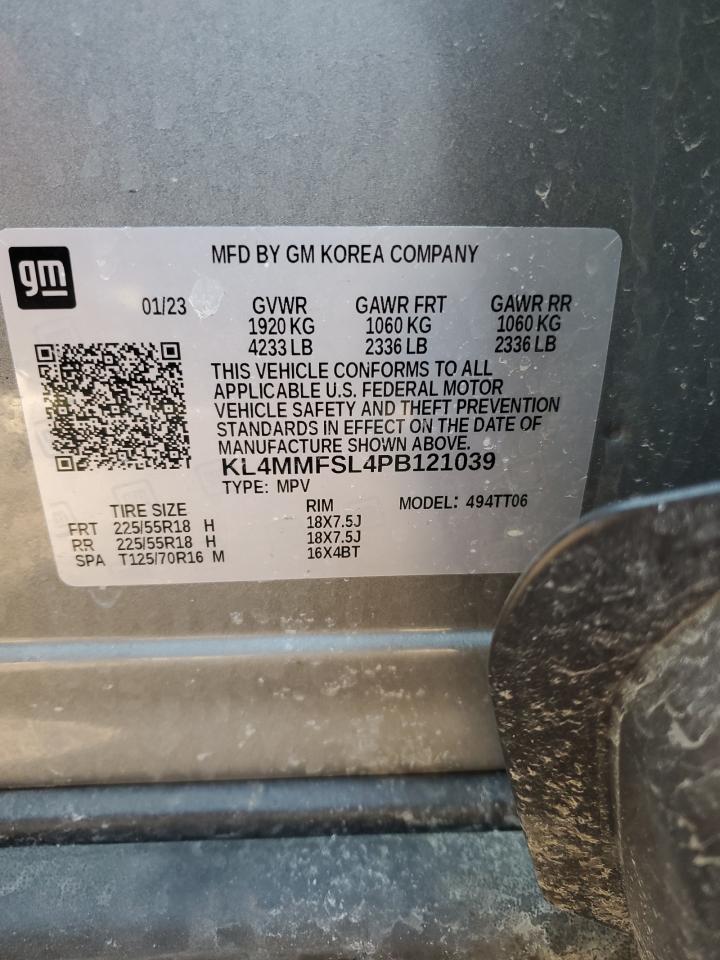 gm
MFD BY GM KOREA COMPANY
01/23 GVWR GAWR FRT GAWR RR
1920 KG 1060 KG 1060 KG
4233 LB 2336 LB 2336 LB
THIS VEHICLE CONFORMS TO ALL
APPLICABLE U.S. FEDERAL MOTOR
VEHICLE SAFETY AND THEFT PREVENTION
STANDARDS IN EFFECT ON THE DATE OF
MANUFACTURE SHOWN ABOVE.
KL4MMFSL4PB121039
TYPE: MPV MODEL: 494TT06
TIRE SIZE RIM
FRT 225/55R18 H 18X7.5J
RR 225/55R18 H 18X7.5J
SPA T125/70R16 M 16X4BT